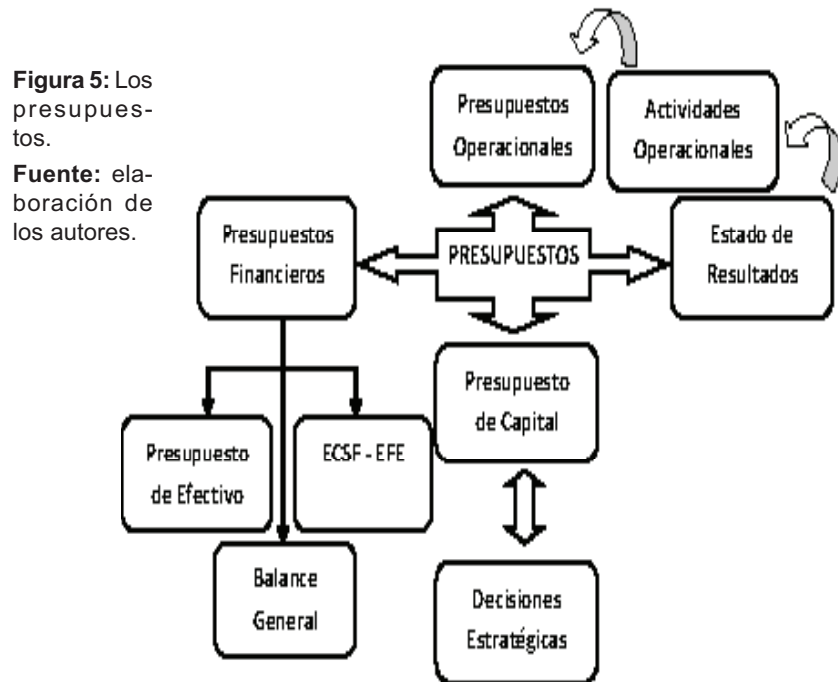 Figura 5: Los
presupues-
tos.
Fuente: ela-
boración de
los autores.
Presupuestos
Operacionales
Actividades
Operacionales
Presupuestos
Financieros
PRESUPUESTOS
Estado de
Resultados
Presupuesto
de Capital
Presupuesto
de Efectivo
ECSF - EFE
Balance
General
Decisiones
Estratégicas